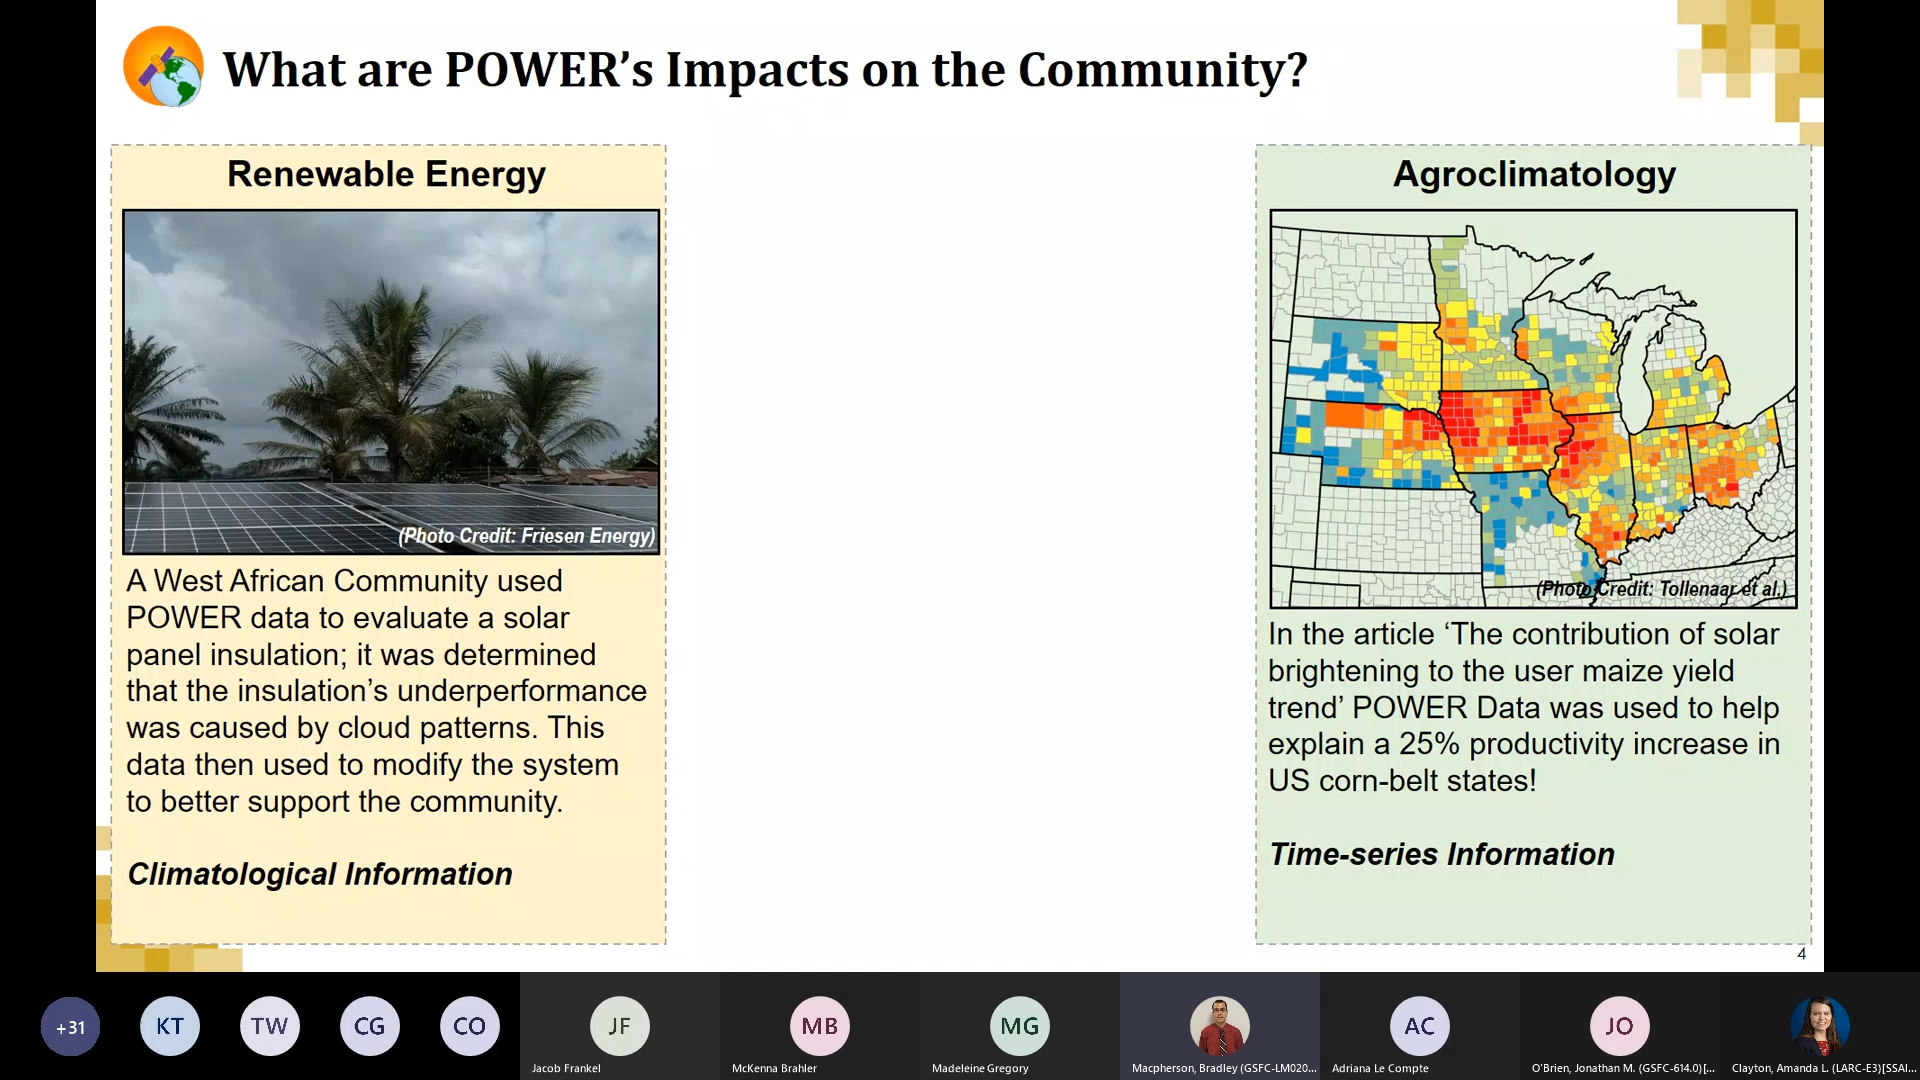 What are POWER’s Impacts on the Community?
Renewable Energy
(Photo Credit: Friesen Energy)
A West African Community used
POWER data to evaluate a solar
panel insulation; it was determined
that the insulation’s underperformance
was caused by cloud patterns. This
data then used to modify the system
to better support the community.
Climatological Information
Agroclimatology
(Photo Credit: Tollenaar et al.)
In the article ‘The contribution of solar
brightening to the user maize yield
trend’ POWER Data was used to help
explain a 25% productivity increase in
US corn-belt states!
Time-series Information
4
+31
KT
TW
CG
CO
JF
Jacob Frankel
MB
McKenna Brahler
MG
Madeleine Gregory
Macpherson, Bradley (GSFC-LM020...
AC
Adriana Le Compte
JO
O'Brien, Jonathan M. (GSFC-614.0)[...
Clayton, Amanda L. (LARC-E3)[SSAI...